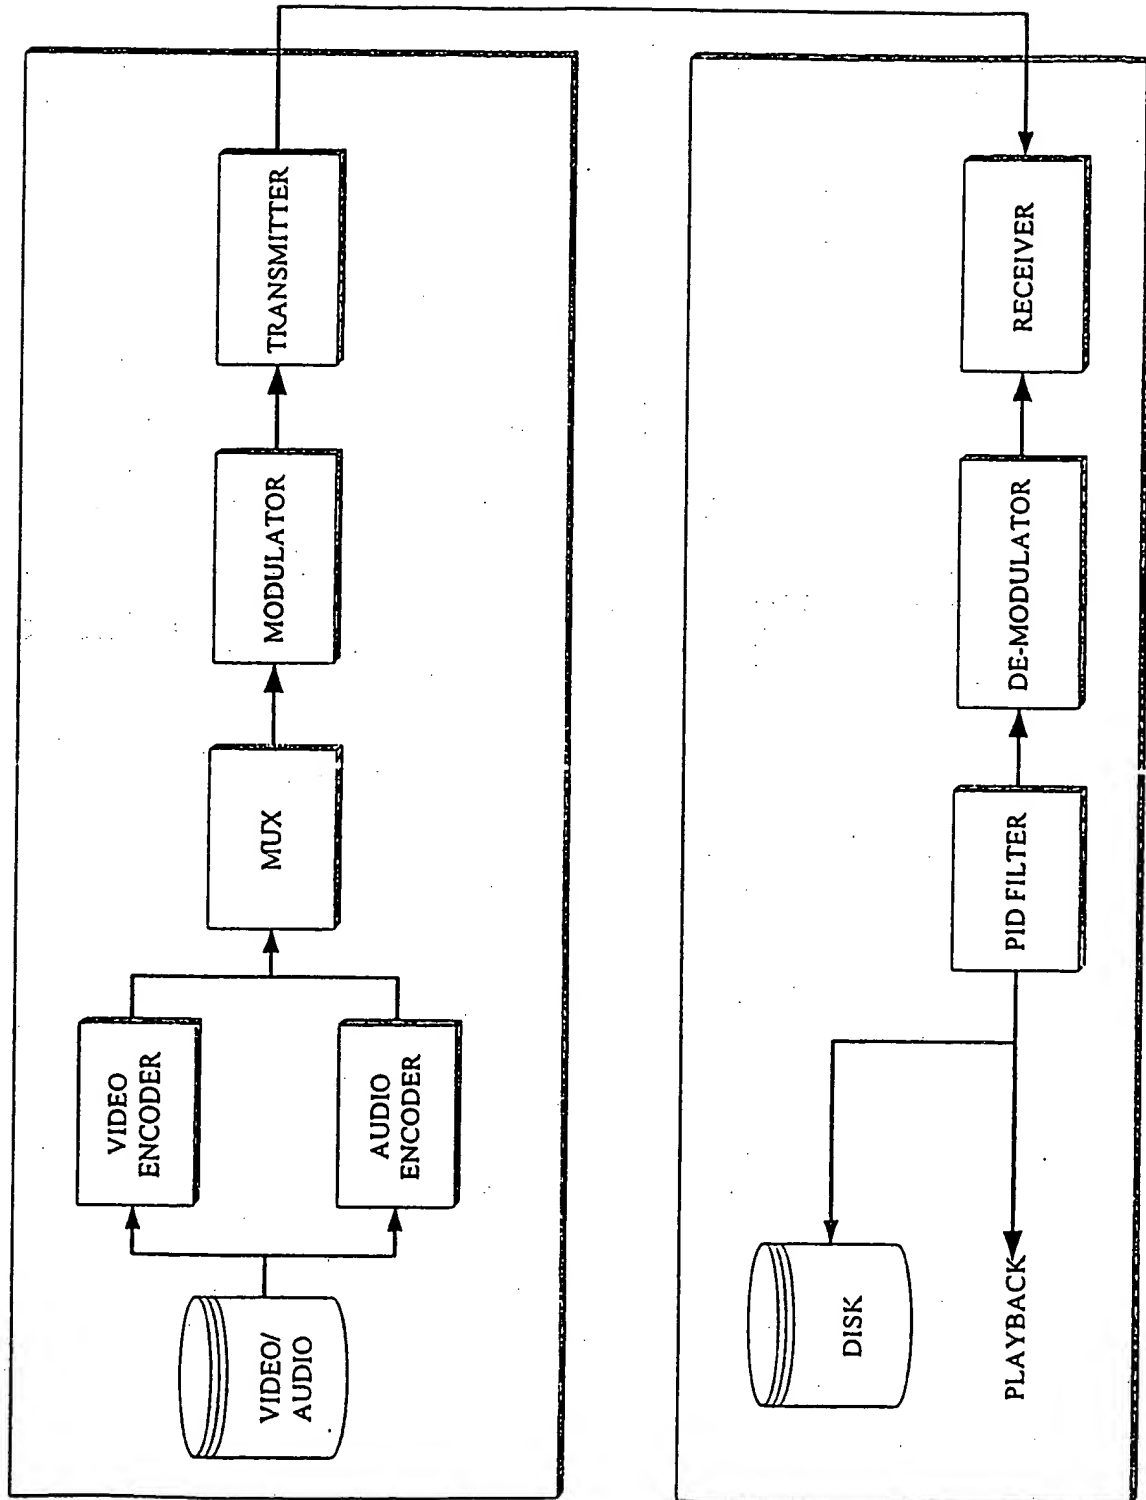 VIDEO/
AUDIO
VIDEO
ENCODER
AUDIO
ENCODER
MUX
MODULATOR
TRANSMITTER
DISK
PLAYBACK
PID FILTER
DE-MODULATOR
RECEIVER